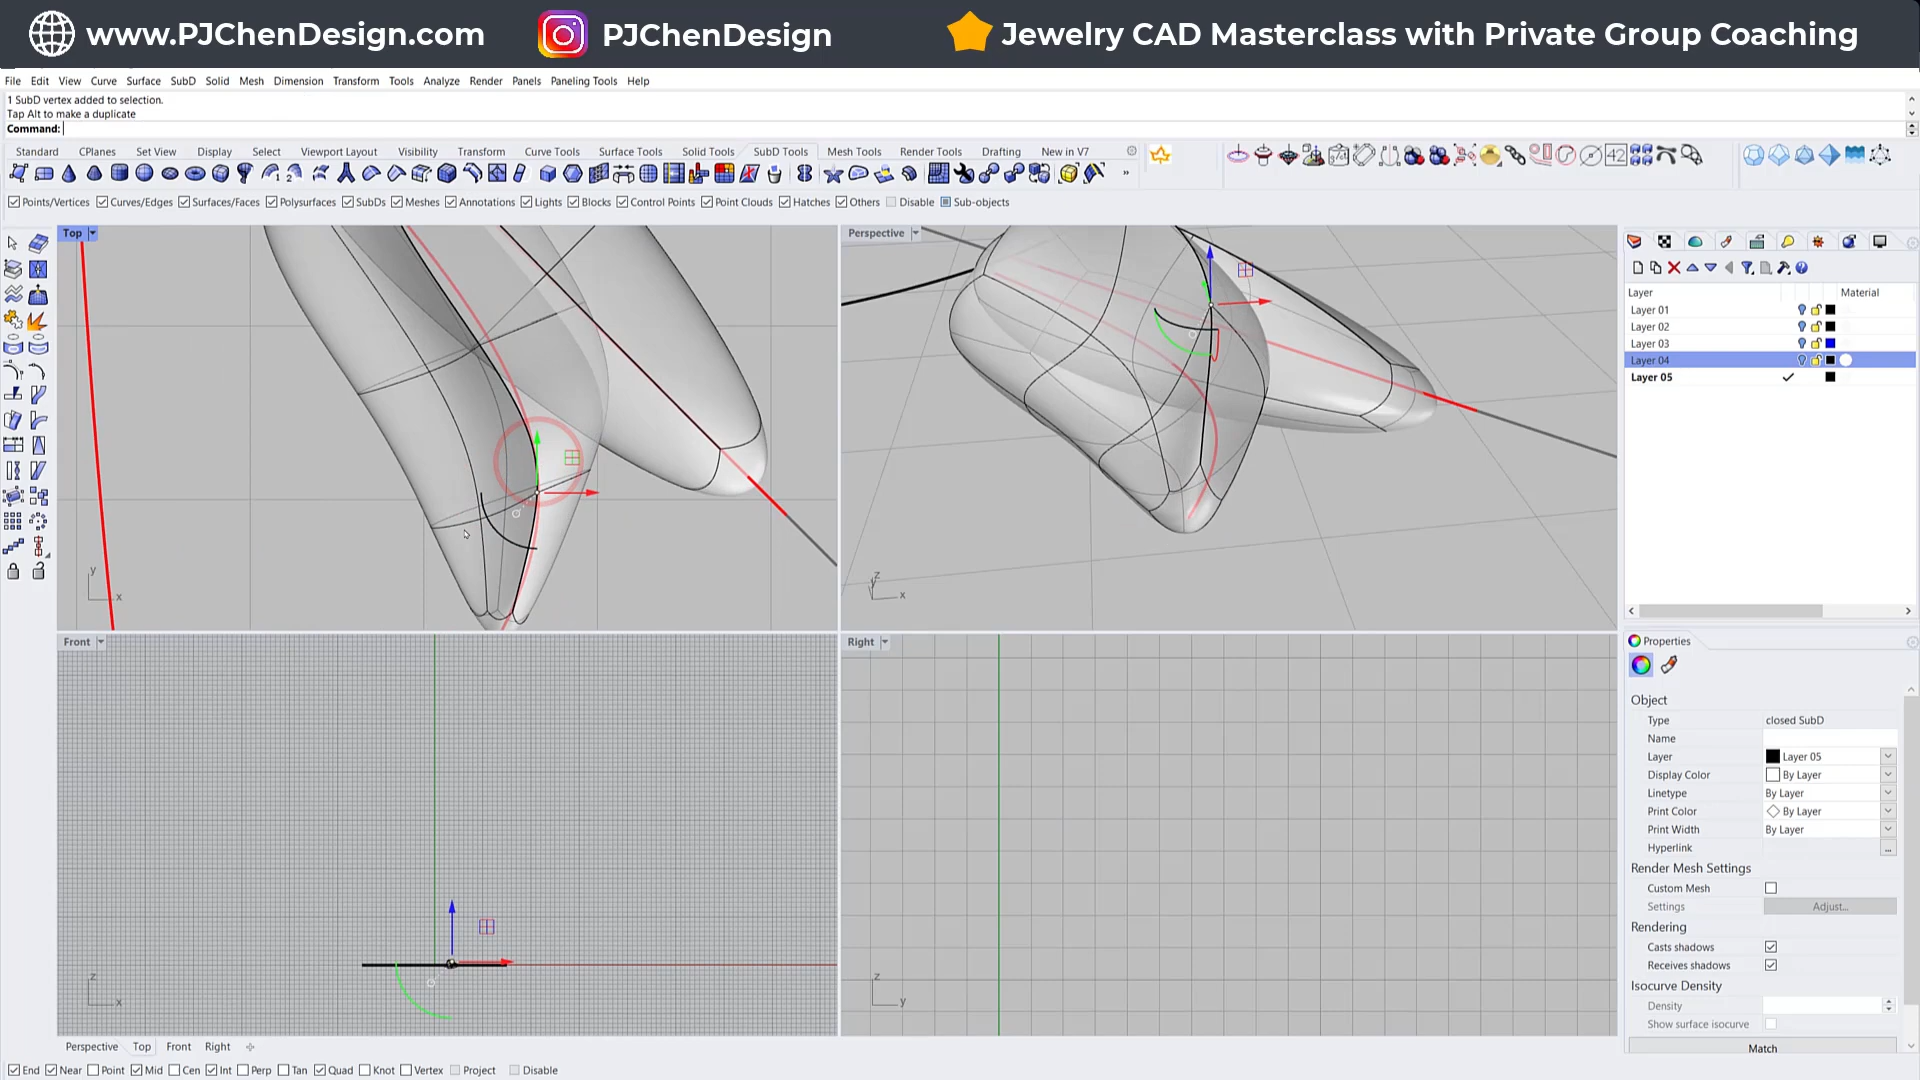 www.PJChenDesign.com PJChenDesign Jewelry CAD Masterclass with Private Group Coaching
File Edit View Curve Surface SubD Solid Mesh Dimension Transform Tools Analyze Render Panels Paneling Tools Help
1 SubD vertex added to selection.
Tap Alt to make a duplicate
Command:
Standard CPlanes Set View Display Select Viewport Layout Visibility Transform Curve Tools Surface Tools Solid Tools SubD Tools Mesh Tools Render Tools Drafting New in V7
Points/Vertices Curves/Edges Surfaces/Faces Polysurfaces SubDs Meshes Annotations Lights Blocks Control Points Point Clouds Hatches Others Disable Sub-objects
Top
Perspective
Layer Material
Layer 01
Layer 02
Layer 03
Layer 04
Layer 05
y
x
z
y
x
Front
Right
Properties
Object
Type closed SubD
Name
Layer Layer 05
Display Color By Layer
Linetype By Layer
Print Color By Layer
Print Width By Layer
Hyperlink ...
Render Mesh Settings
Custom Mesh
Settings Adjust...
Rendering
Casts shadows
Receives shadows
Isocurve Density
Density
Show surface isocurve
Match
z
x
z
y
Perspective Top Front Right
End Near Point Mid Cen Int Perp Tan Quad Knot Vertex Project Disable